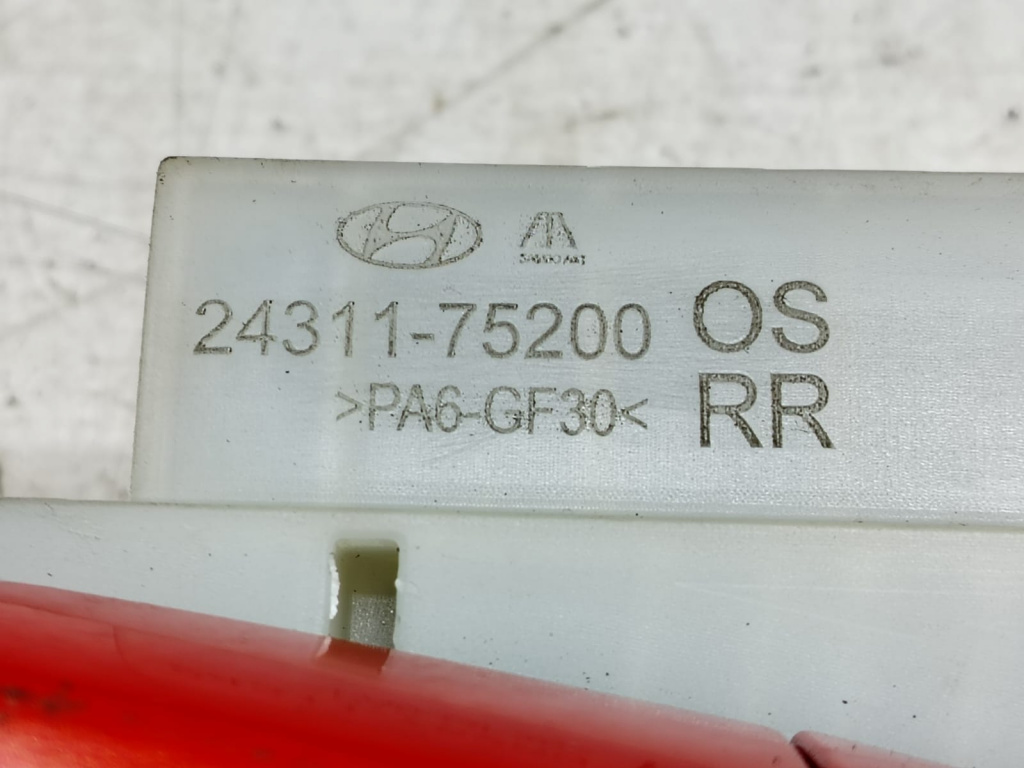 24311-75200
OS
>PA6-GF30<
RR